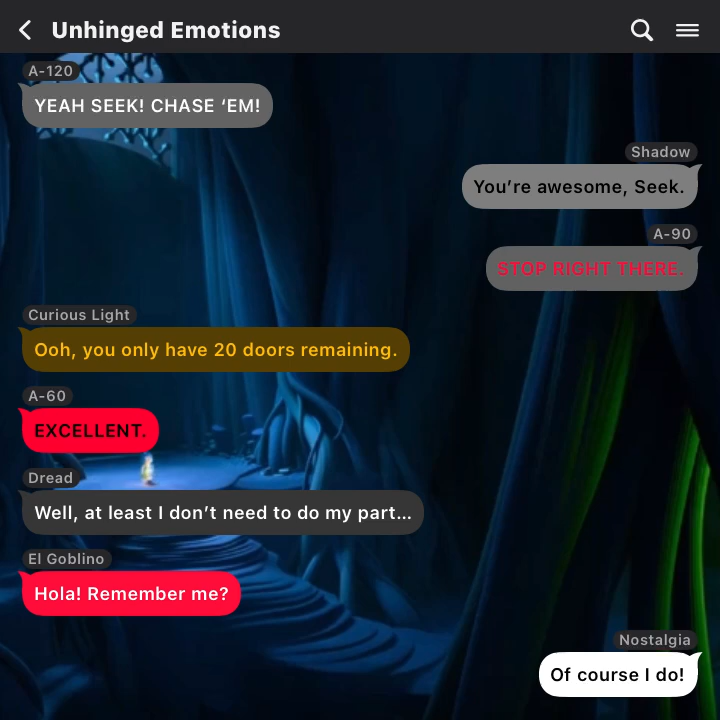 Unhinged Emotions
A-120
YEAH SEEK! CHASE ‘EM!
Shadow
You’re awesome, Seek.
A-90
STOP RIGHT THERE.
Curious Light
Ooh, you only have 20 doors remaining.
A-60
EXCELLENT.
Dread
Well, at least I don’t need to do my part...
El Goblino
Hola! Remember me?
Nostalgia
Of course I do!